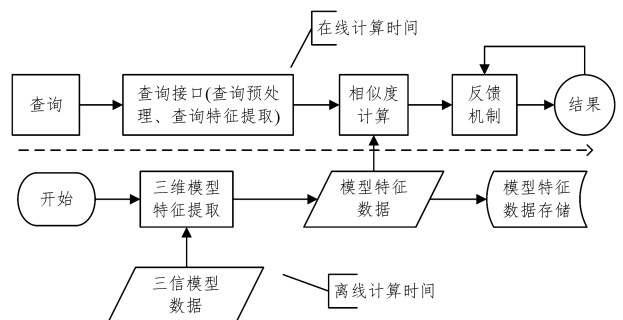 在线计算时间
查询
查询接口(查询预处
理、查询特征提取)
相似度
计算
反馈
机制
结果
开始
三维模型
特征提取
模型特征
数据
模型特征
数据存储
三信模型
数据
离线计算时间